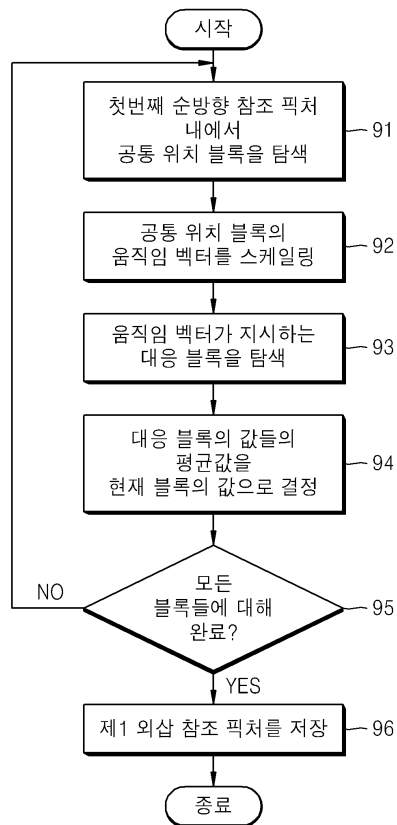 시작
첫번째 순방향 참조 픽처
내에서
공통 위치 블록을 탐색
91
공통 위치 블록의
움직임 벡터를 스케일링
92
움직임 벡터가 지시하는
대응 블록을 탐색
93
대응 블록의 값들의
평균값을
현재 블록의 값으로 결정
94
모든
블록들에 대해
완료?
95
NO
YES
제1 외삽 참조 픽처를 저장
96
종료